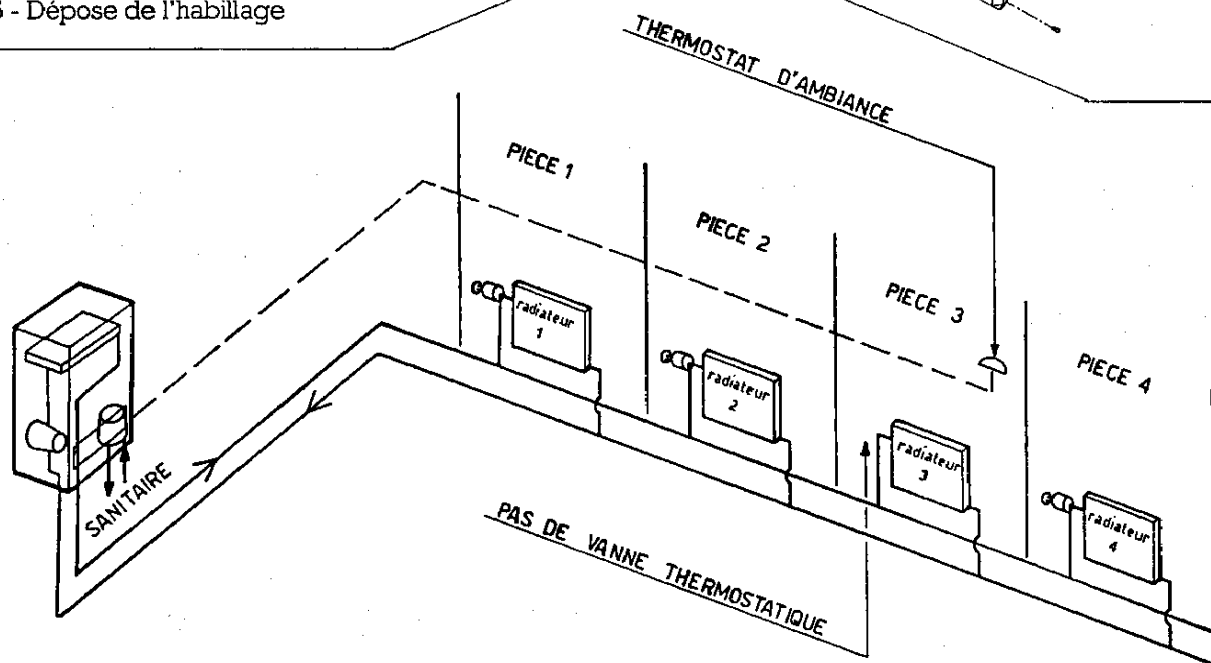 - Dépose de l'habillage
THERMOSTAT D'AMBIANCE
PIECE 1
PIECE 2
PIECE 3
PIECE 4
radiateur
1
radiateur
2
radiateur
3
radiateur
4
SANITAIRE
PAS DE VANNE THERMOSTATIQUE